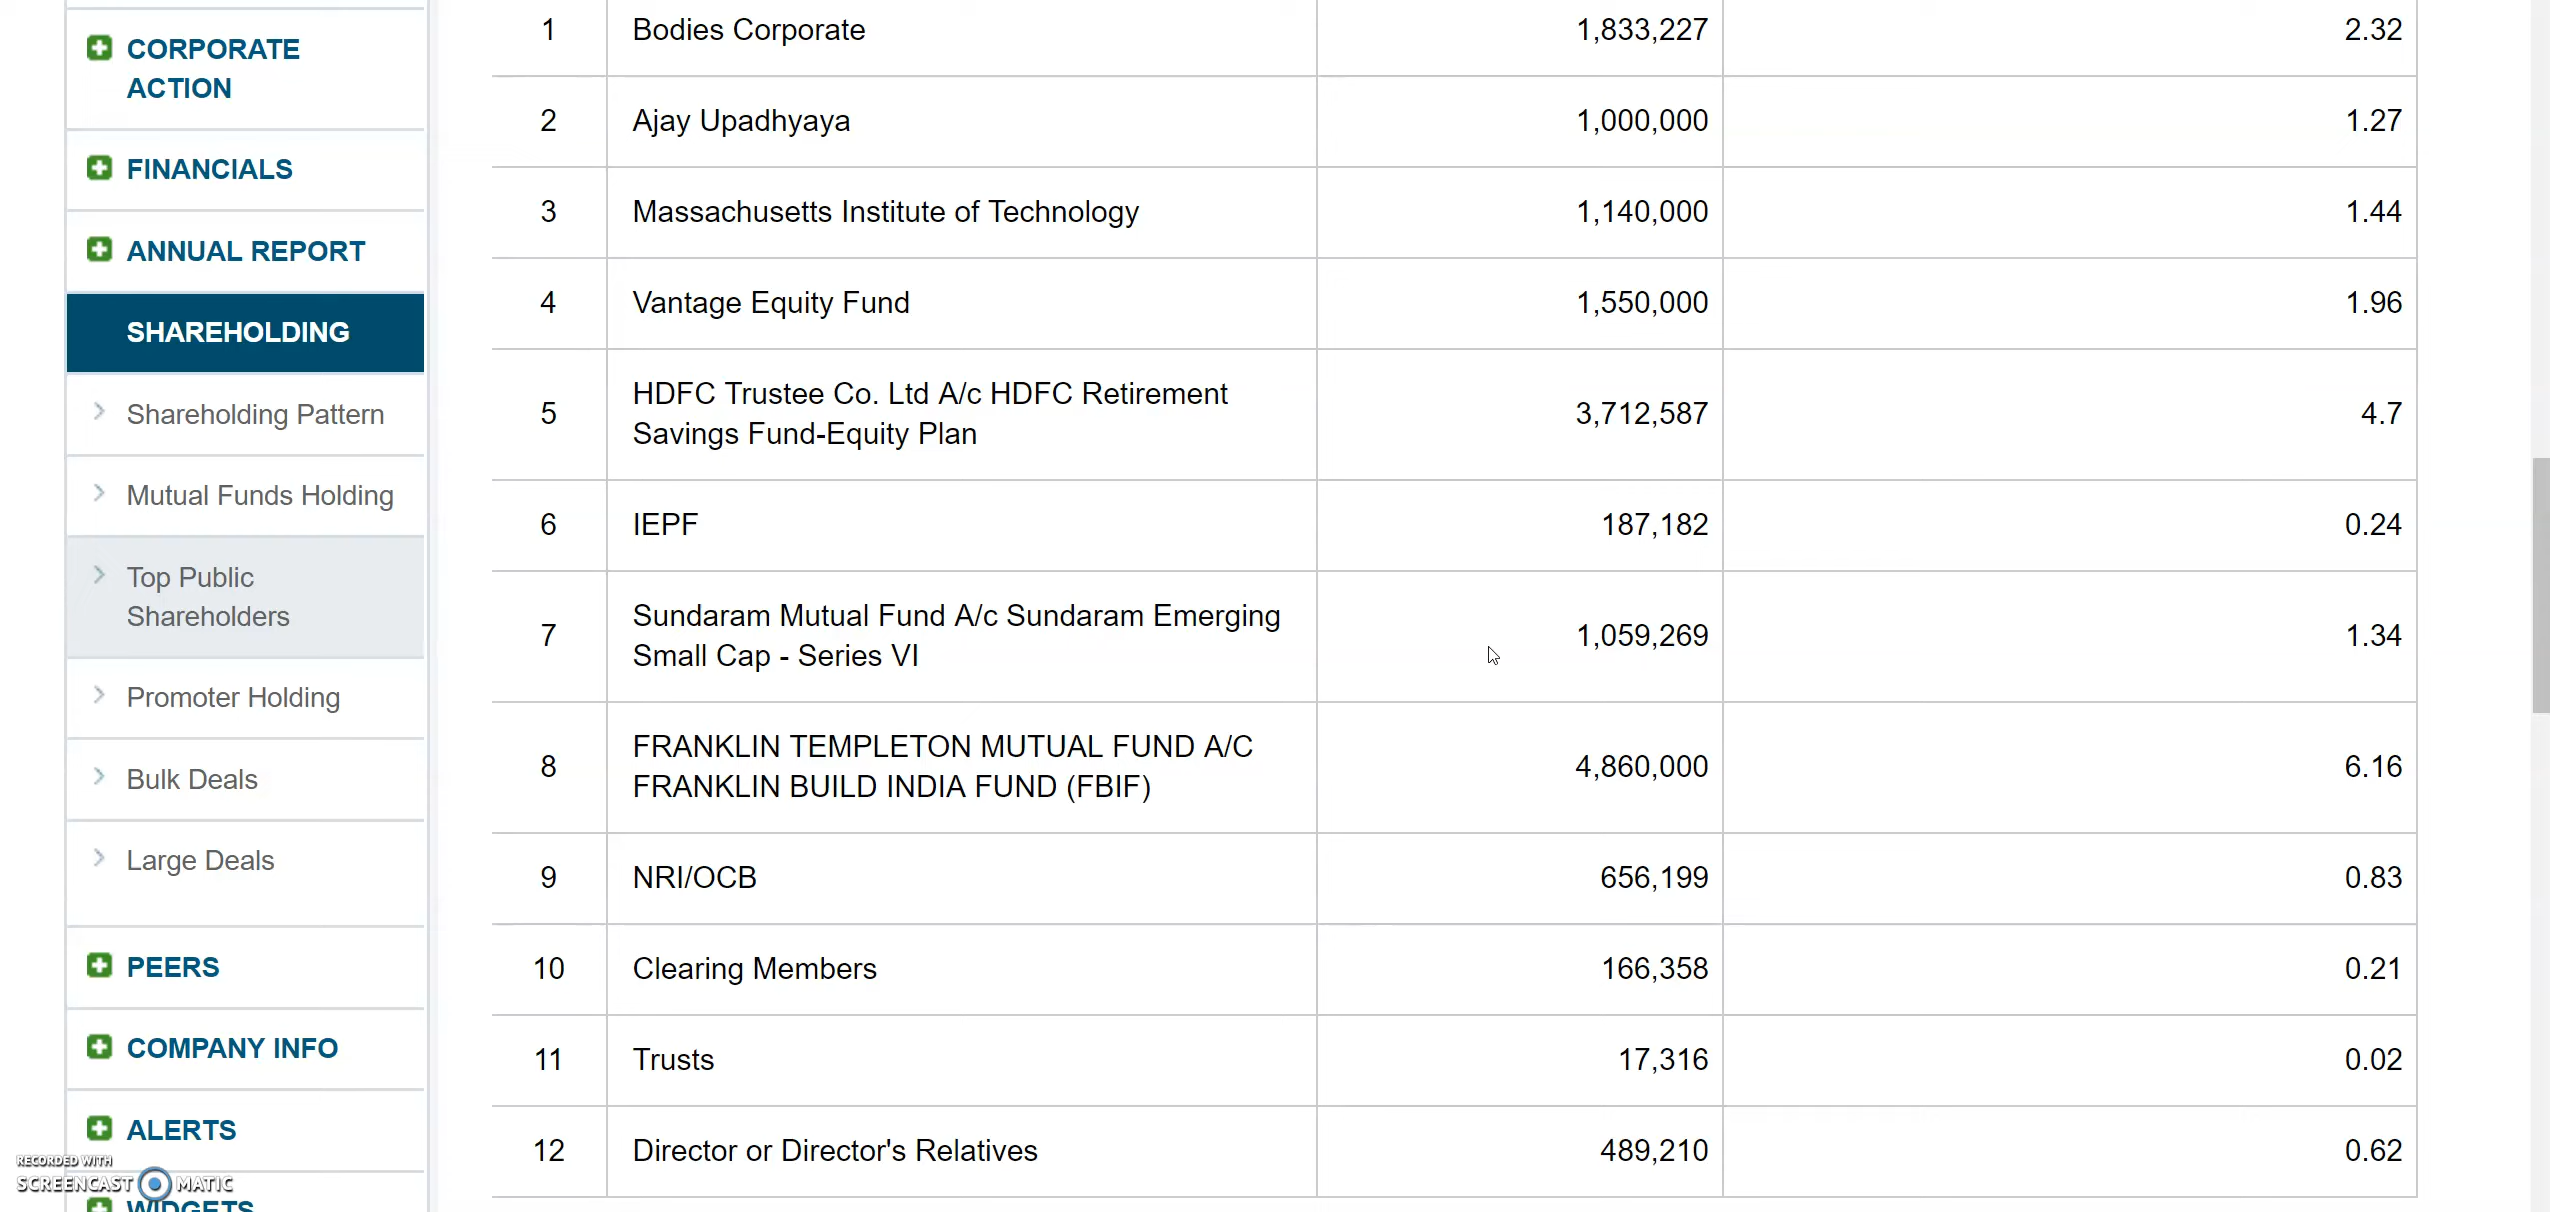 CORPORATE
ACTION
FINANCIALS
ANNUAL REPORT
SHAREHOLDING
Shareholding Pattern
Mutual Funds Holding
Top Public
Shareholders
Promoter Holding
Bulk Deals
Large Deals
PEERS
COMPANY INFO
ALERTS
WIDGETS
1 Bodies Corporate 1,833,227 2.32
2 Ajay Upadhyaya 1,000,000 1.27
3 Massachusetts Institute of Technology 1,140,000 1.44
4 Vantage Equity Fund 1,550,000 1.96
5 HDFC Trustee Co. Ltd A/c HDFC Retirement
Savings Fund-Equity Plan 3,712,587 4.7
6 IEPF 187,182 0.24
7 Sundaram Mutual Fund A/c Sundaram Emerging
Small Cap - Series VI 1,059,269 1.34
8 FRANKLIN TEMPLETON MUTUAL FUND A/C
FRANKLIN BUILD INDIA FUND (FBIF) 4,860,000 6.16
9 NRI/OCB 656,199 0.83
10 Clearing Members 166,358 0.21
11 Trusts 17,316 0.02
12 Director or Director's Relatives 489,210 0.62
RECORDED WITH
SCREENCAST MATIC